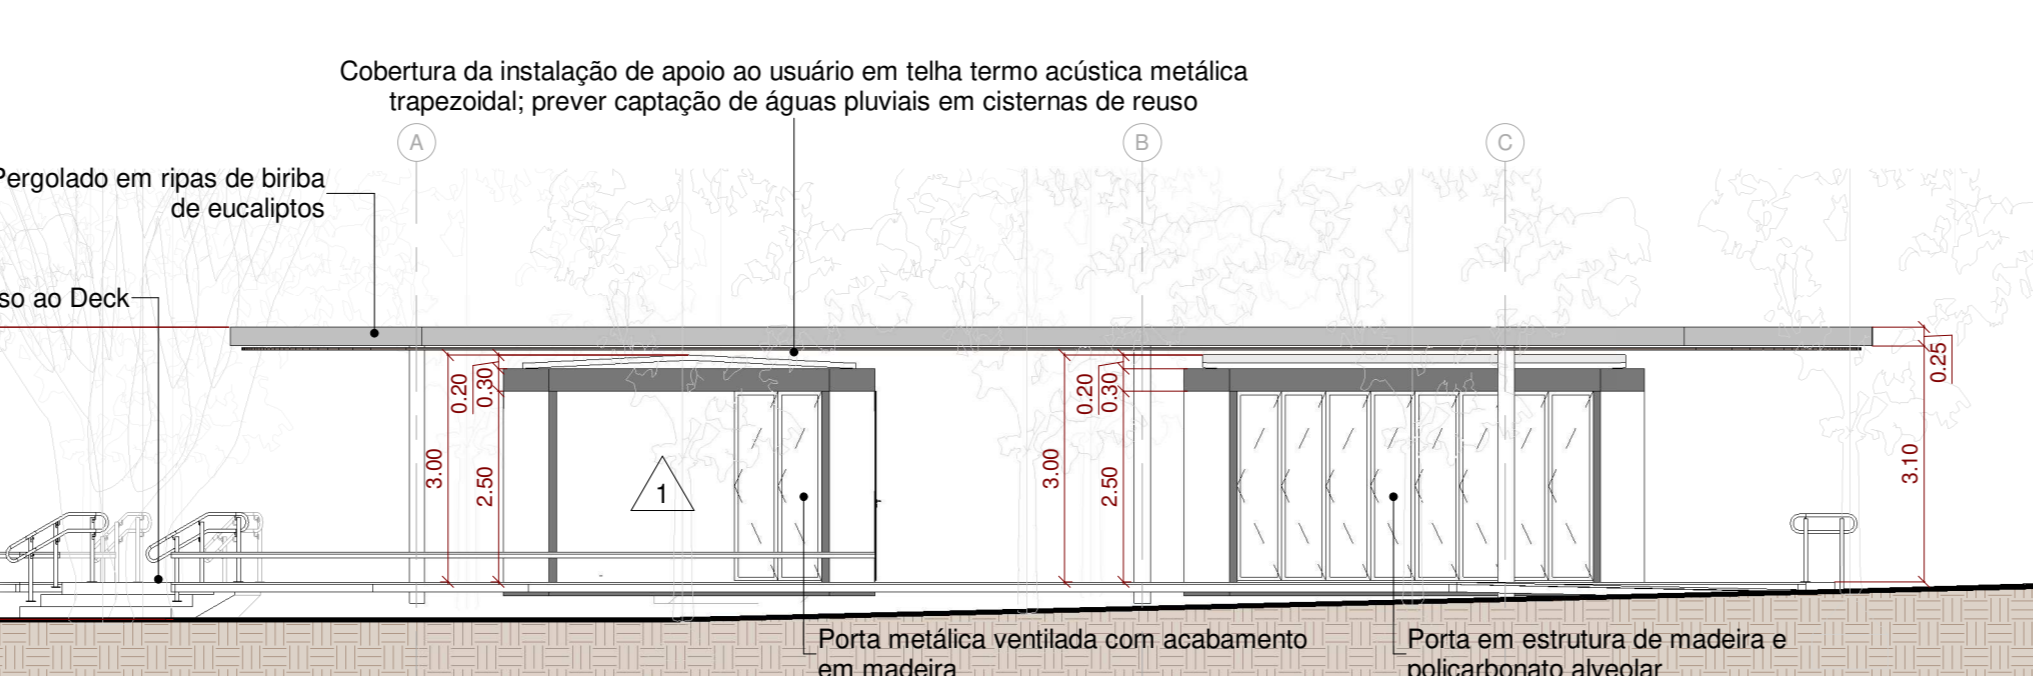 Cobertura da instalação de apoio ao usuário em telha termo acústica metálica
trapezoidal; prever captação de águas pluviais em cisternas de reuso
A
B
C
Pergolado em ripas de biriba
de eucaliptos
ao Deck
0.20
0.30
3.00
2.50
1
0.20
0.30
3.00
2.50
0.25
3.10
Porta metálica ventilada com acabamento
em madeira
Porta em estrutura de madeira e
policarbonato alveolar